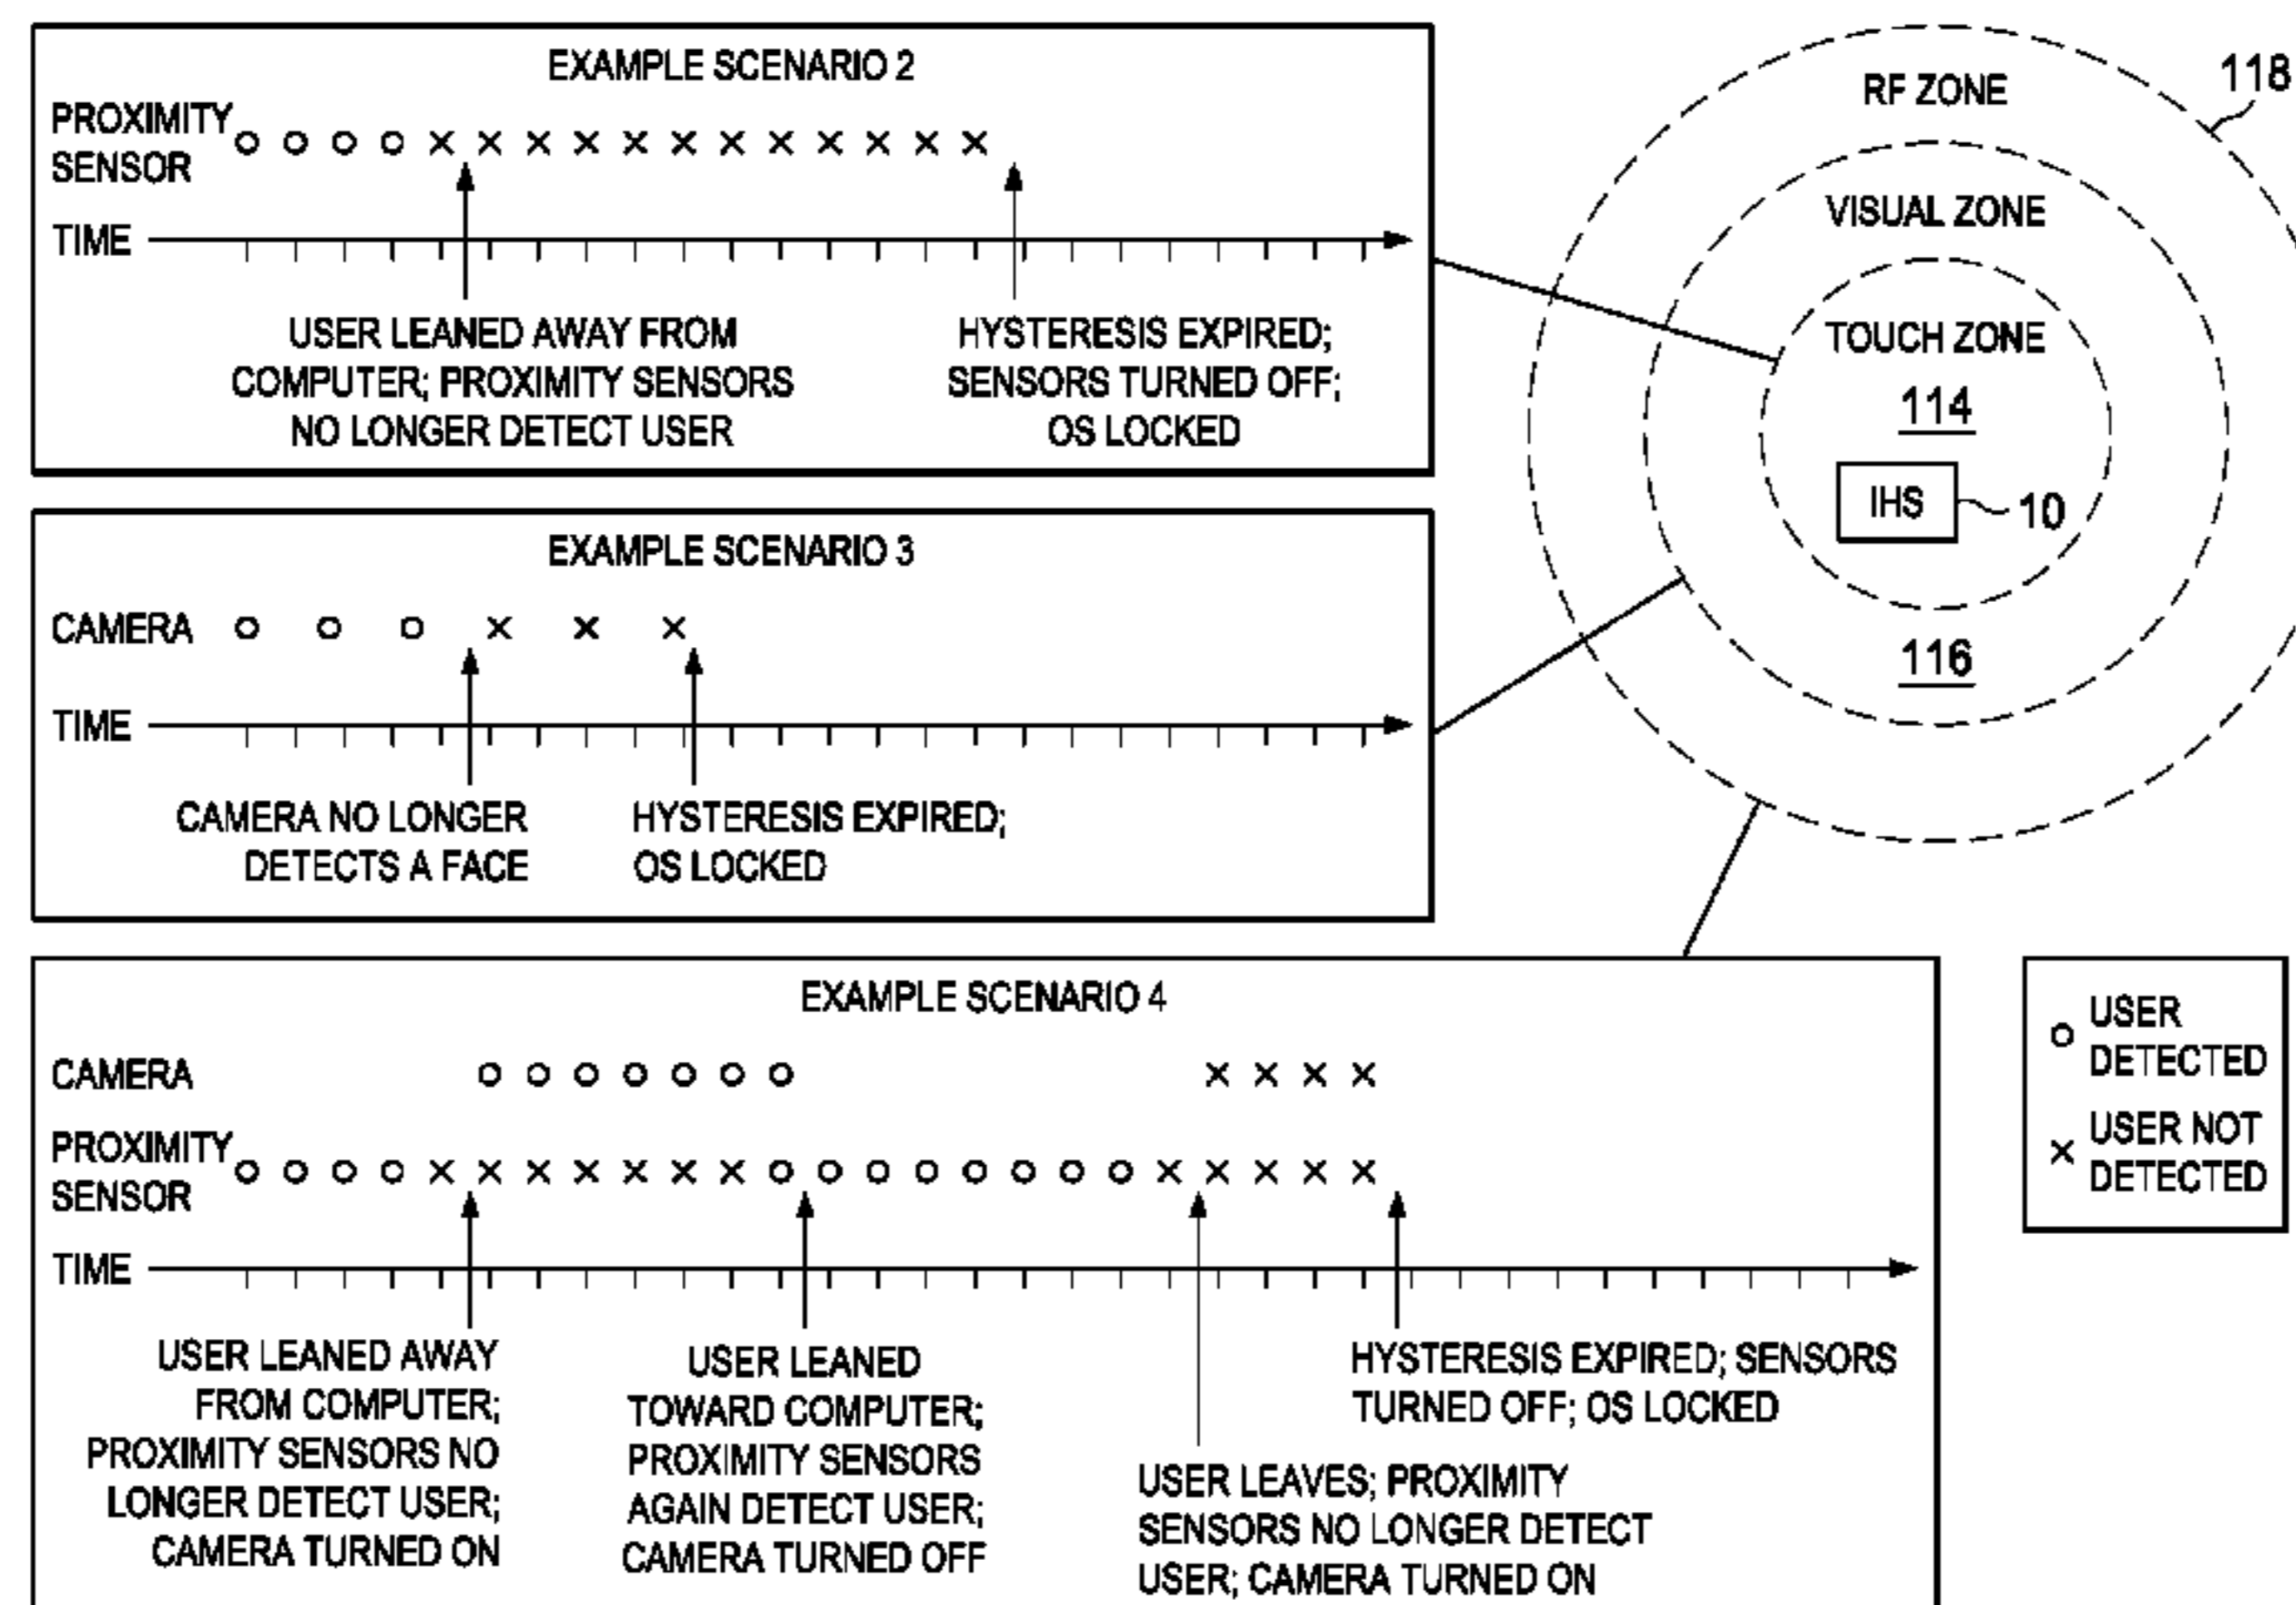 EXAMPLE SCENARIO 2
PROXIMITY
SENSOR
O O O O X X X X X X X X X X X X
TIME
USER LEANED AWAY FROM
COMPUTER; PROXIMITY SENSORS
NO LONGER DETECT USER
HYSTERESIS EXPIRED;
SENSORS TURNED OFF;
OS LOCKED
EXAMPLE SCENARIO 3
CAMERA O O O X X X
TIME
CAMERA NO LONGER
DETECTS A FACE
HYSTERESIS EXPIRED;
OS LOCKED
RF ZONE
118
VISUAL ZONE
TOUCH ZONE
114
IHS
10
116
EXAMPLE SCENARIO 4
CAMERA O O O O O O O X X X X
PROXIMITY
SENSOR
O O O O X X X X X X X O O O O O O O O X X X X X
TIME
USER LEANED AWAY
FROM COMPUTER;
PROXIMITY SENSORS NO
LONGER DETECT USER;
CAMERA TURNED ON
USER LEANED
TOWARD COMPUTER;
PROXIMITY SENSORS
AGAIN DETECT USER;
CAMERA TURNED OFF
USER LEAVES; PROXIMITY
SENSORS NO LONGER DETECT
USER; CAMERA TURNED ON
HYSTERESIS EXPIRED; SENSORS
TURNED OFF; OS LOCKED
O USER
DETECTED
X USER NOT
DETECTED